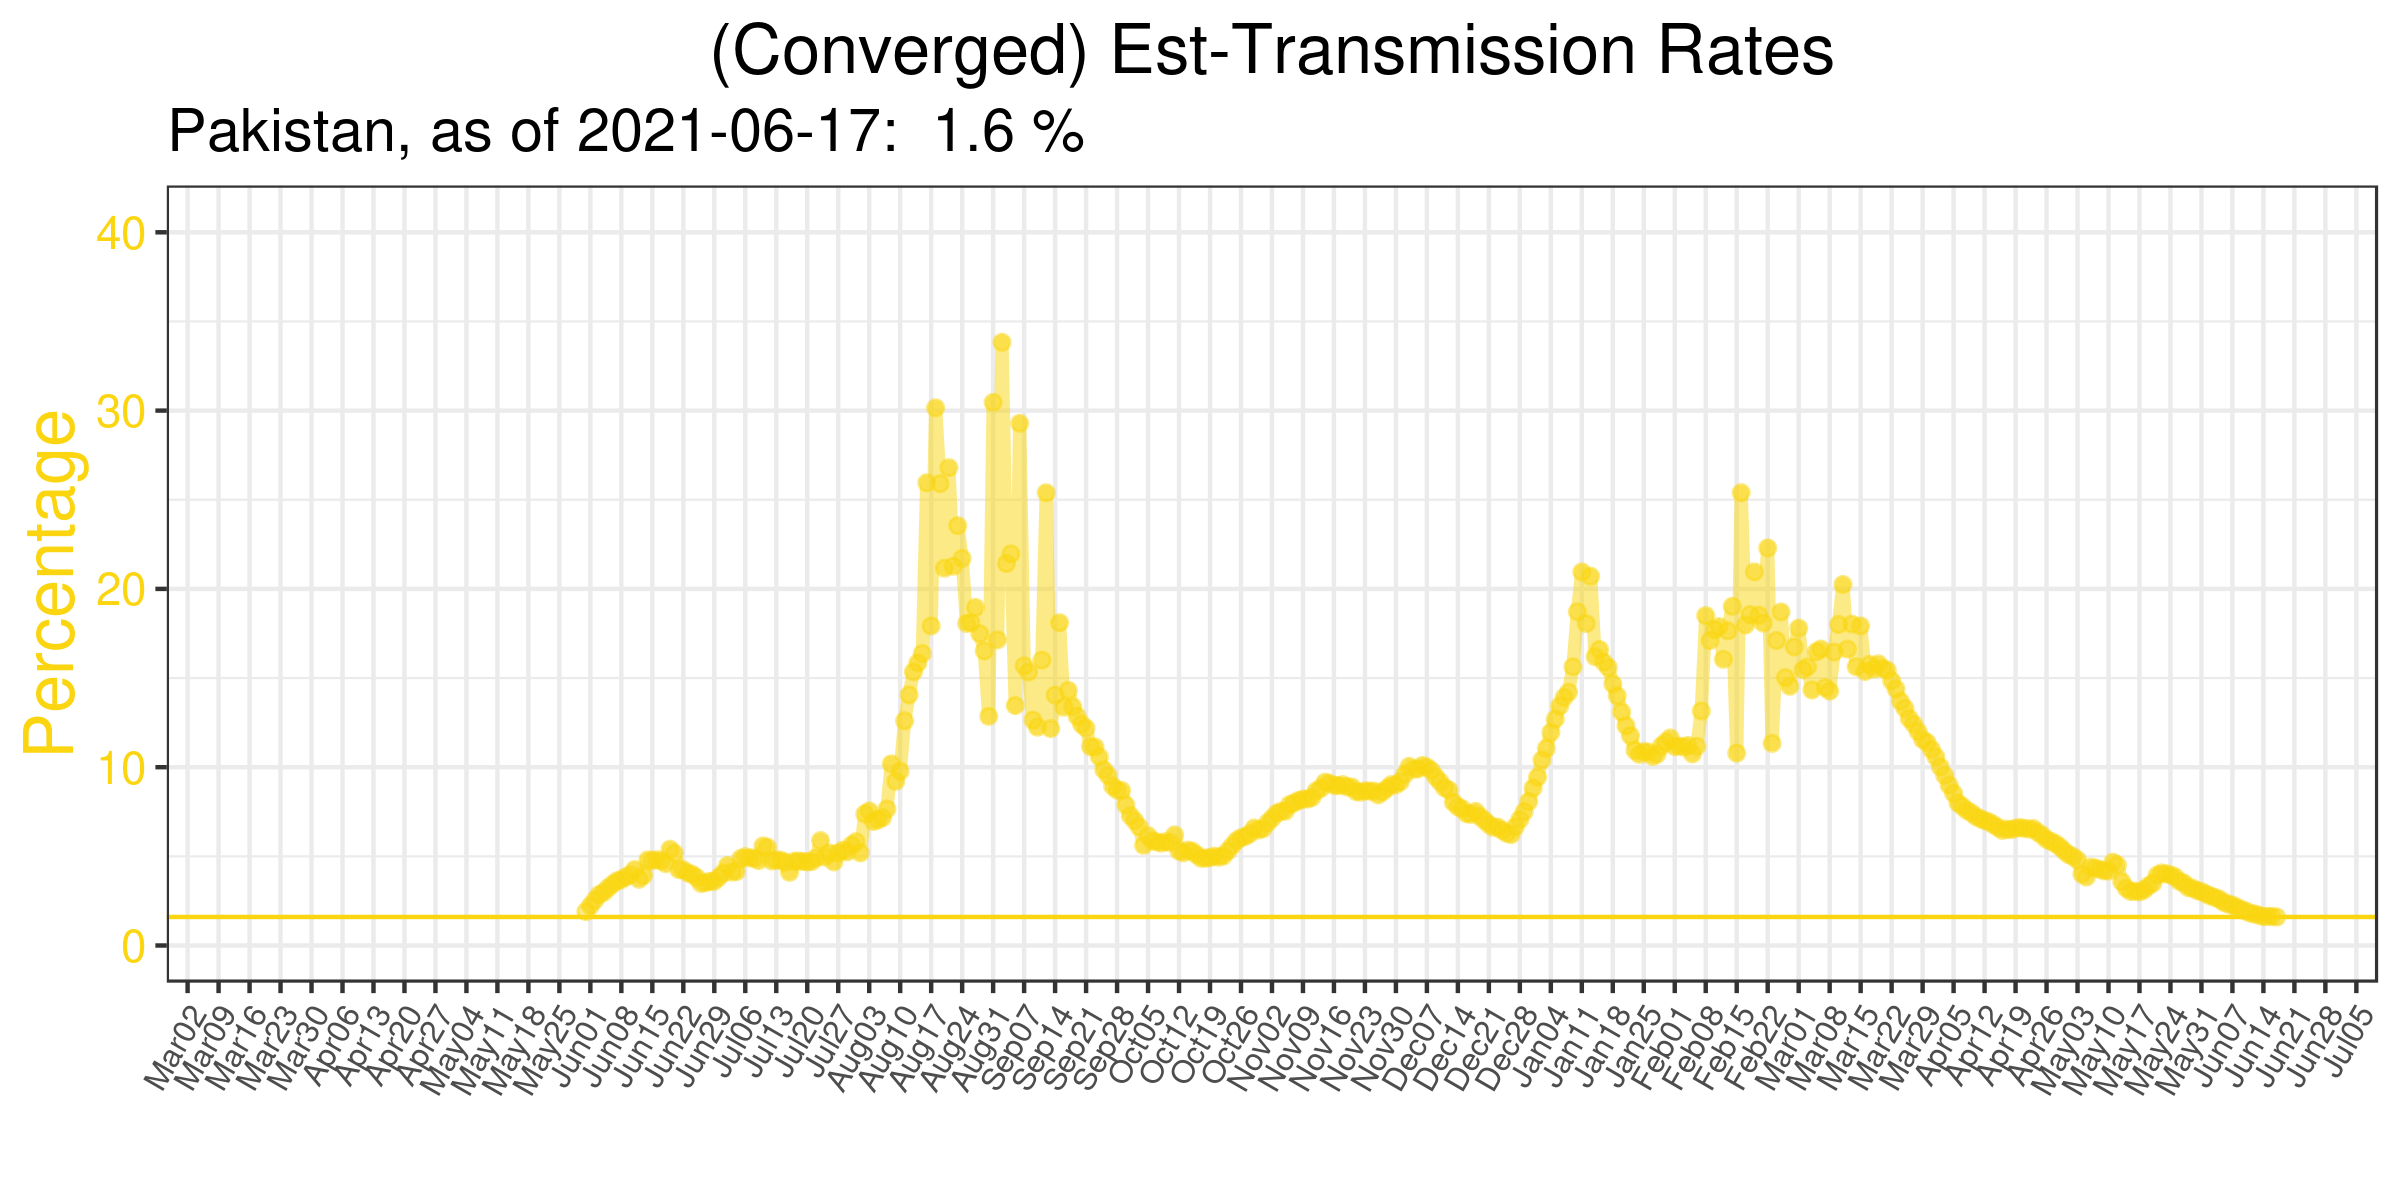 (Converged) Est-Transmission Rates
Pakistan, as of 2021-06-17:  1.6 %
Percentage
40
30
20
10
0
Mar02
Mar09
Mar16
Mar23
Mar30
Apr06
Apr13
Apr20
Apr27
May04
May11
May18
May25
Jun01
Jun08
Jun15
Jun22
Jun29
Jul06
Jul13
Jul20
Jul27
Aug03
Aug10
Aug17
Aug24
Aug31
Sep07
Sep14
Sep21
Sep28
Oct05
Oct12
Oct19
Oct26
Nov02
Nov09
Nov16
Nov23
Nov30
Dec07
Dec14
Dec21
Dec28
Jan04
Jan11
Jan18
Jan25
Feb01
Feb08
Feb15
Feb22
Mar01
Mar08
Mar15
Mar22
Mar29
Apr05
Apr12
Apr19
Apr26
May03
May10
May17
May24
May31
Jun07
Jun14
Jun21
Jun28
Jul05